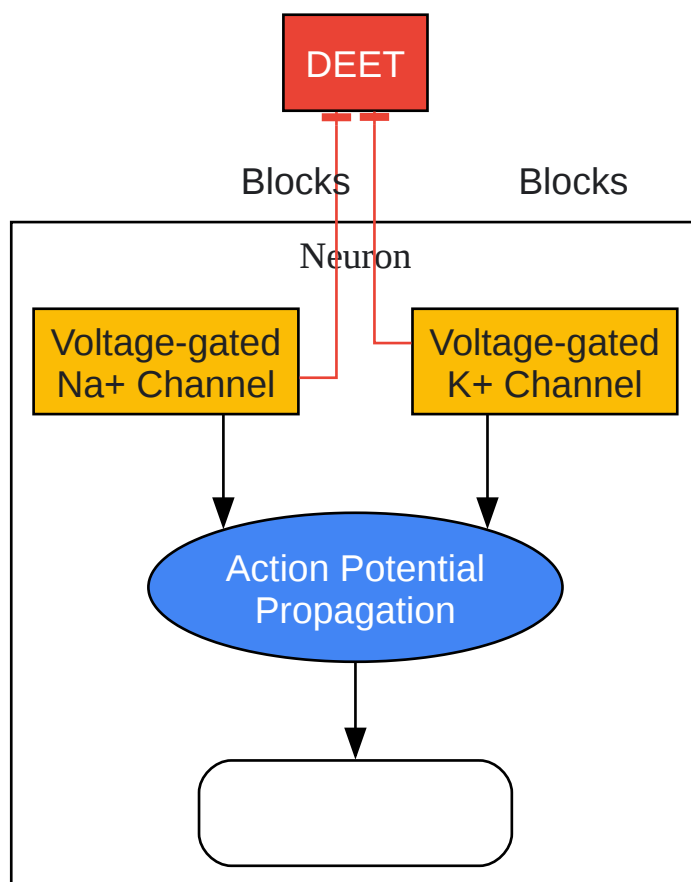 DEET
Blocks
Blocks
Neuron
Voltage-gated
Na+ Channel
Voltage-gated
K+ Channel
Action Potential
Propagation